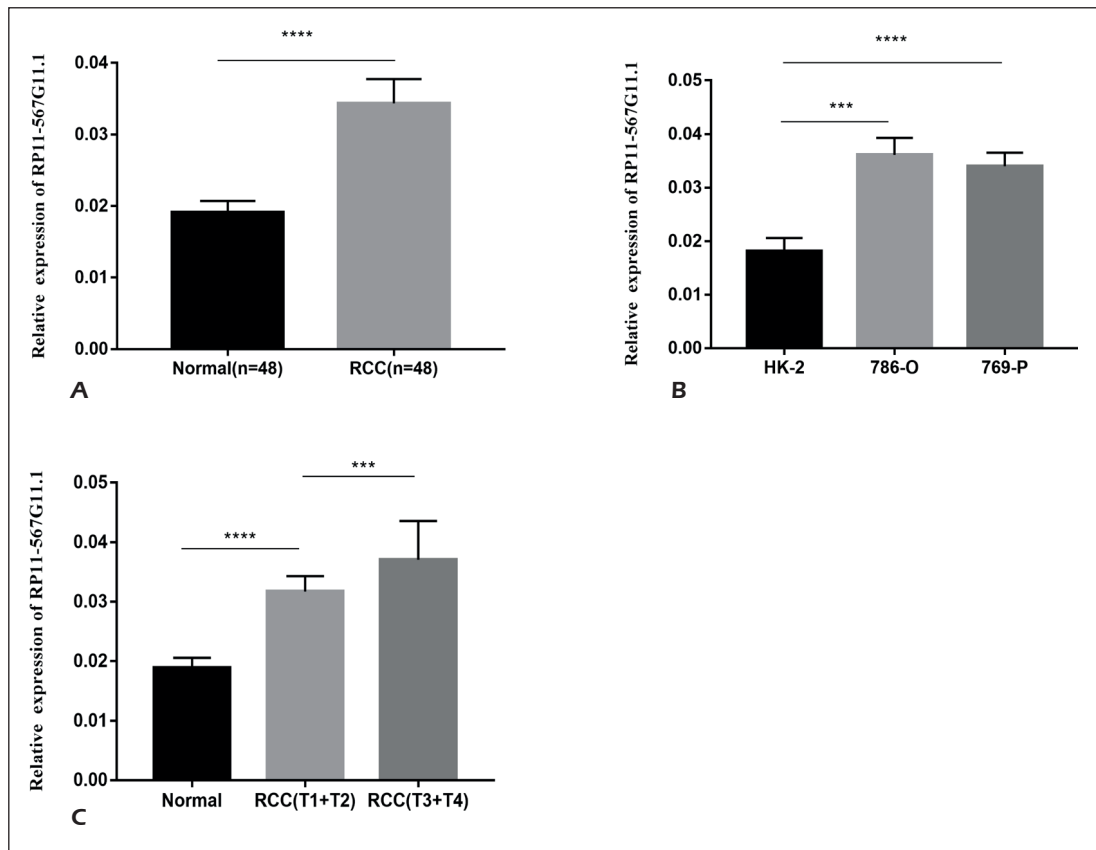 ****
Relative expression of RP11-567G11.1
0.04
0.03
0.02
0.01
0.00
Normal(n=48) RCC(n=48)
A
****
***
Relative expression of RP11-567G11.1
0.05
0.04
0.03
0.02
0.01
0.00
HK-2 786-O 769-P
B
***
****
Relative expression of RP11-567G11.1
0.05
0.04
0.03
0.02
0.01
0.00
Normal RCC(T1+T2) RCC(T3+T4)
C